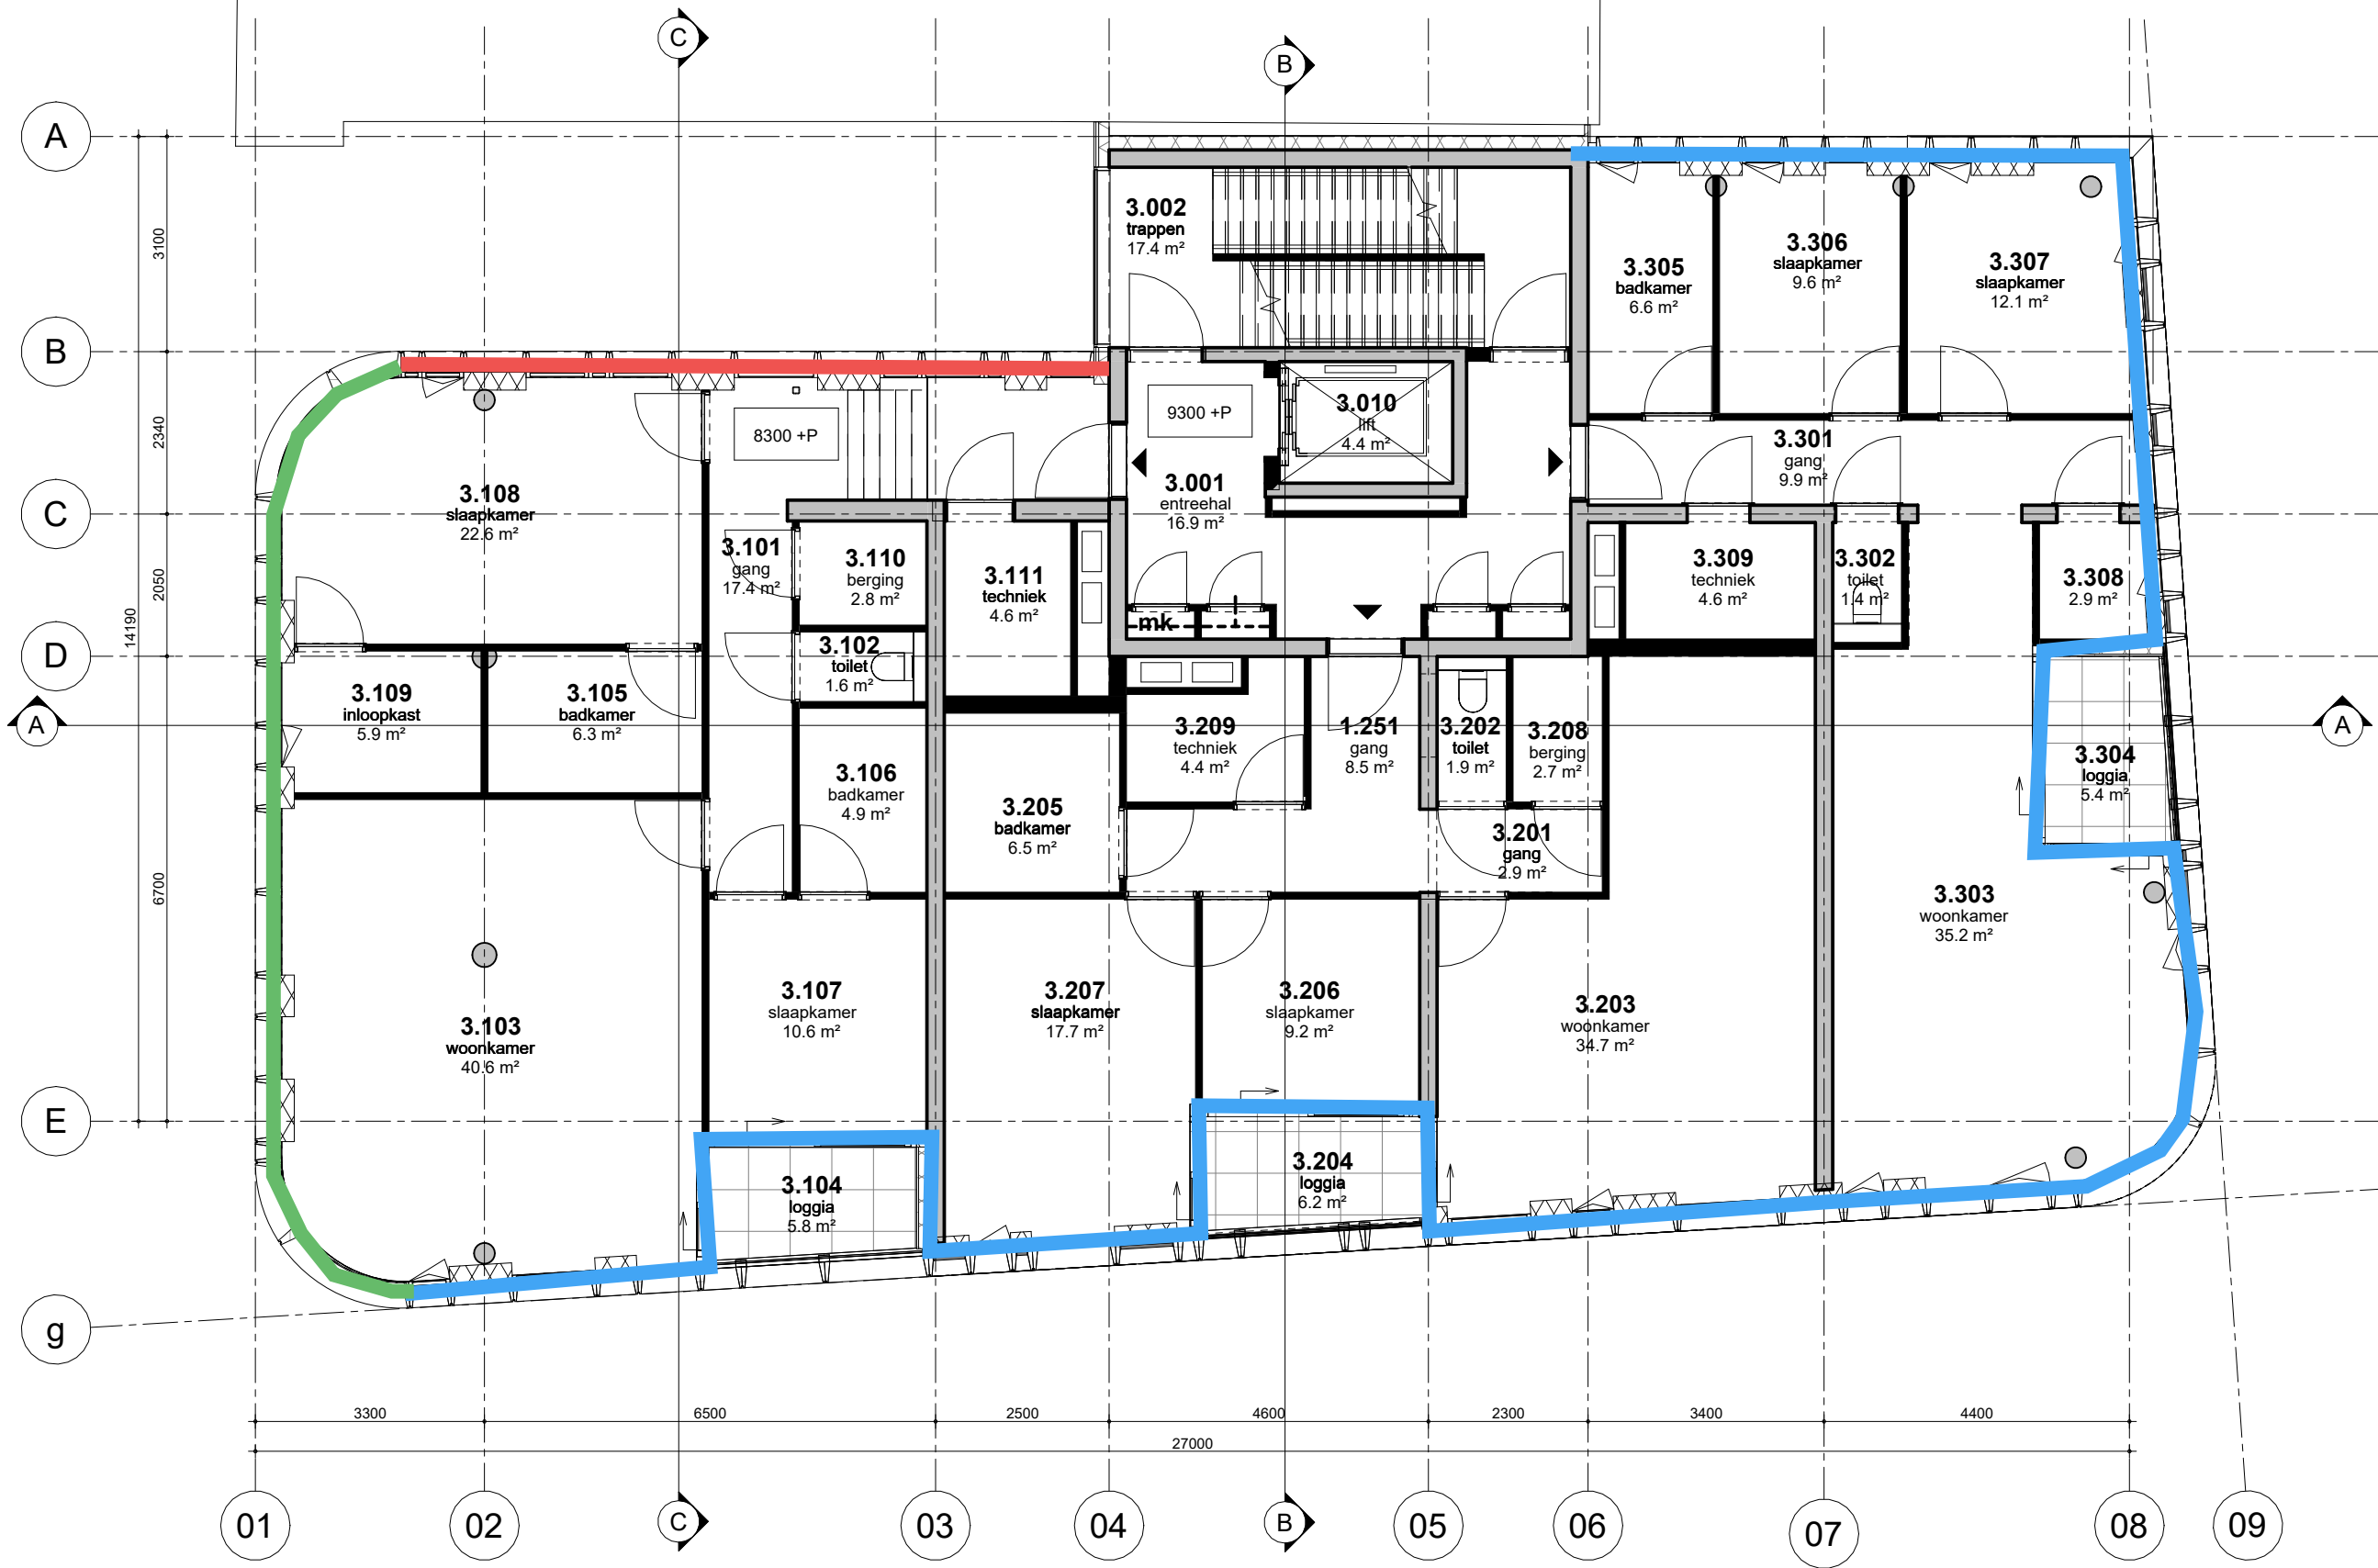 C
B
A
3.002
trappen
17.4 m²
3.305
badkamer
6.6 m²
3.306
slaapkamer
9.6 m²
3.307
slaapkamer
12.1 m²
3100
B
9300 +P
8300 +P
3.010
lift
4.4 m²
2340
3.301
gang
9.9 m²
3.108
slaapkamer
22.6 m²
3.001
entreehal
16.9 m²
C
3.101
gang
17.4 m²
3.110
berging
2.8 m²
3.111
techniek
4.6 m²
3.309
techniek
4.6 m²
3.302
toilet
1.4 m²
3.308
2.9 m²
2050
14190
mk
D
3.102
toilet
1.6 m²
3.109
inloopkast
5.9 m²
3.105
badkamer
6.3 m²
3.209
techniek
4.4 m²
1.251
gang
8.5 m²
3.202
toilet
1.9 m²
3.208
berging
2.7 m²
A
A
3.304
loggia
5.4 m²
3.106
badkamer
4.9 m²
3.205
badkamer
6.5 m²
3.201
gang
2.9 m²
6700
3.303
woonkamer
35.2 m²
3.103
woonkamer
40.6 m²
3.107
slaapkamer
10.6 m²
3.207
slaapkamer
17.7 m²
3.206
slaapkamer
9.2 m²
3.203
woonkamer
34.7 m²
E
3.104
loggia
5.8 m²
3.204
loggia
6.2 m²
g
3300
6500
2500
4600
2300
3400
4400
27000
01
02
C
03
04
B
05
06
07
08
09